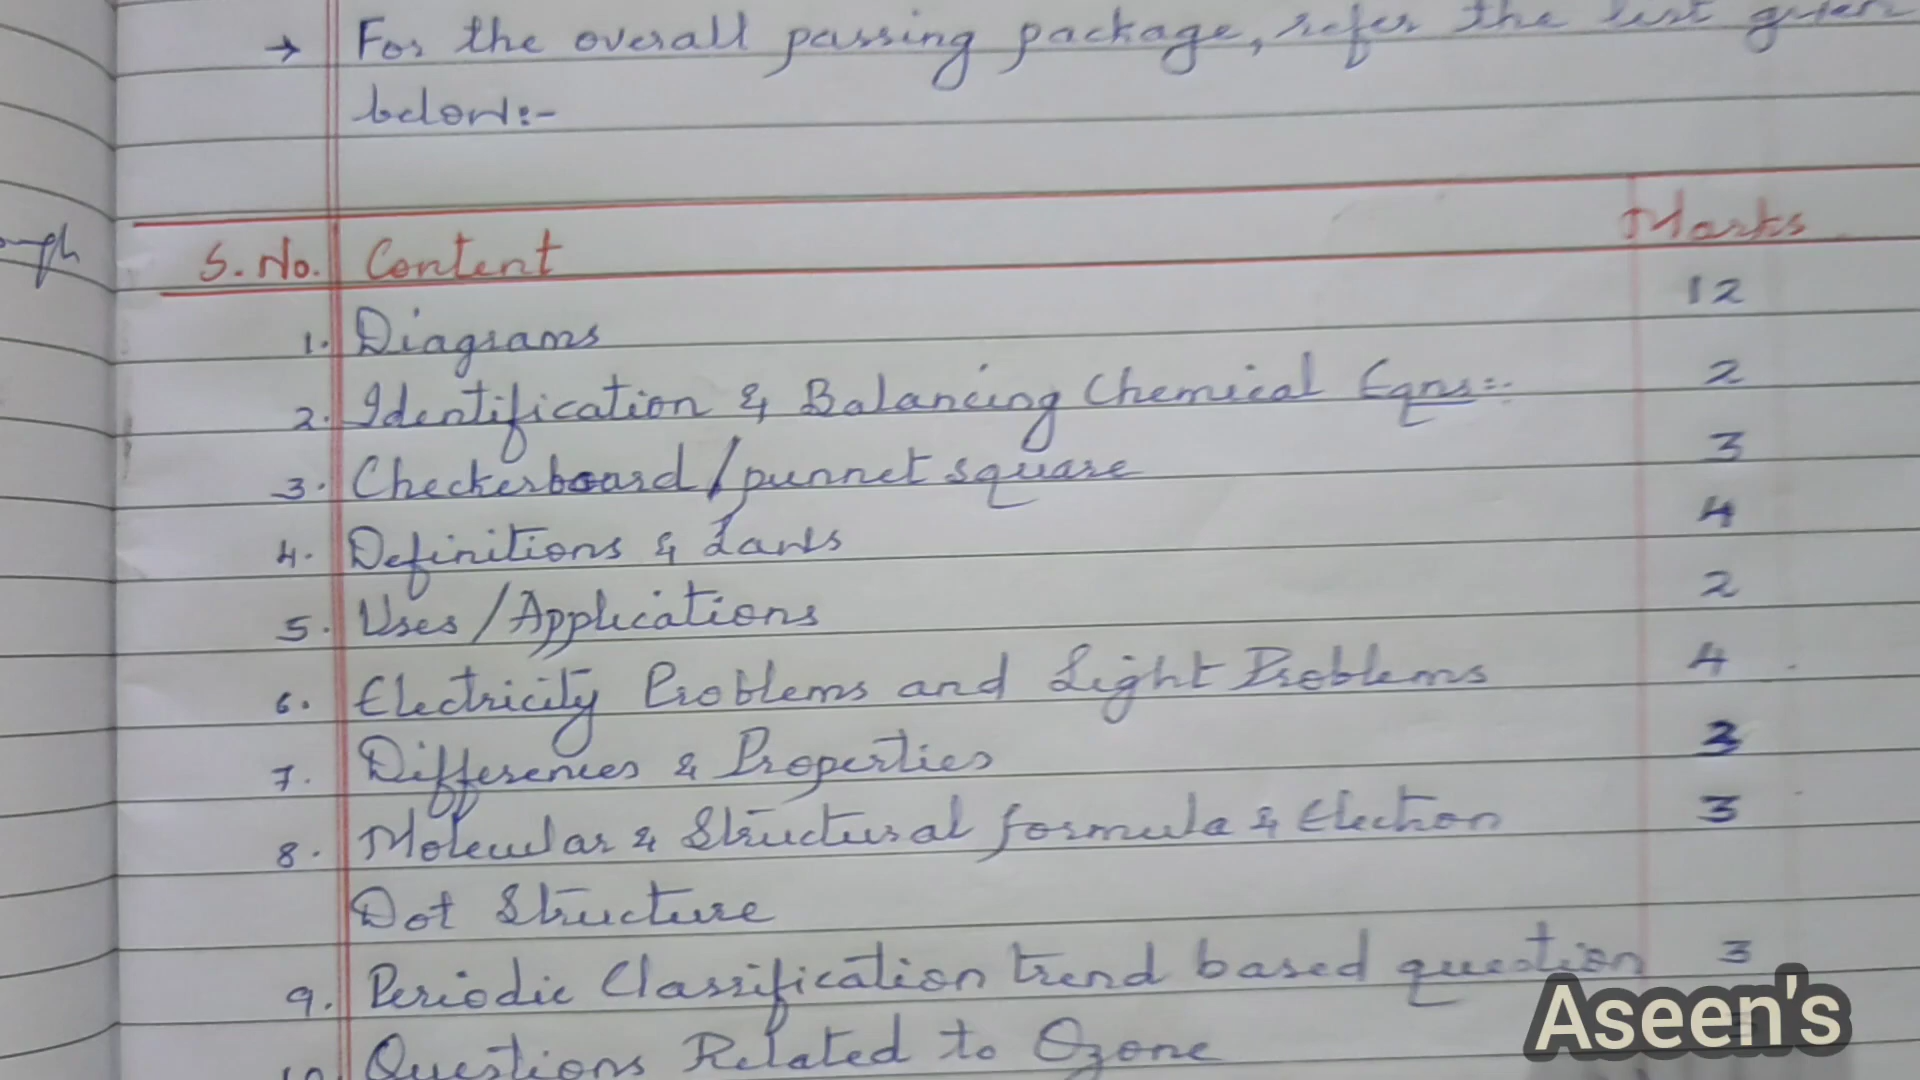 → For the overall passing package, refer the list given
below:-
S. No. Content Marks
1. Diagrams 12
2. Identification & Balancing Chemical Eqns:- 2
3. Checkerboard / punnet square 3
4. Definitions & Laws 4
5. Uses / Applications 2
6. Electricity Problems and Light Problems 4
7. Differences & Properties 3
8. Molecular & Structural formula & Electron 3
Dot Structure
9. Periodic Classification trend based question 3
10. Questions Related to Ozone
Aseen's